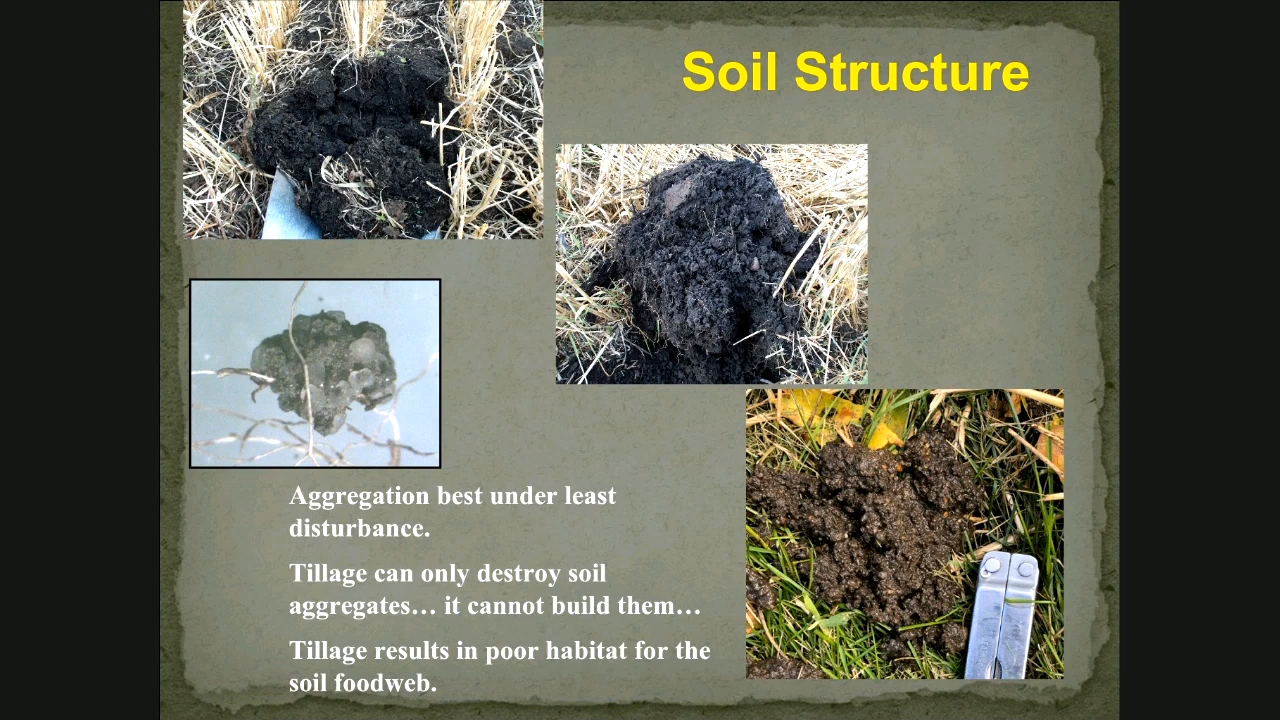 Soil Structure
Aggregation best under least
disturbance.
Tillage can only destroy soil
aggregates… it cannot build them…
Tillage results in poor habitat for the
soil foodweb.